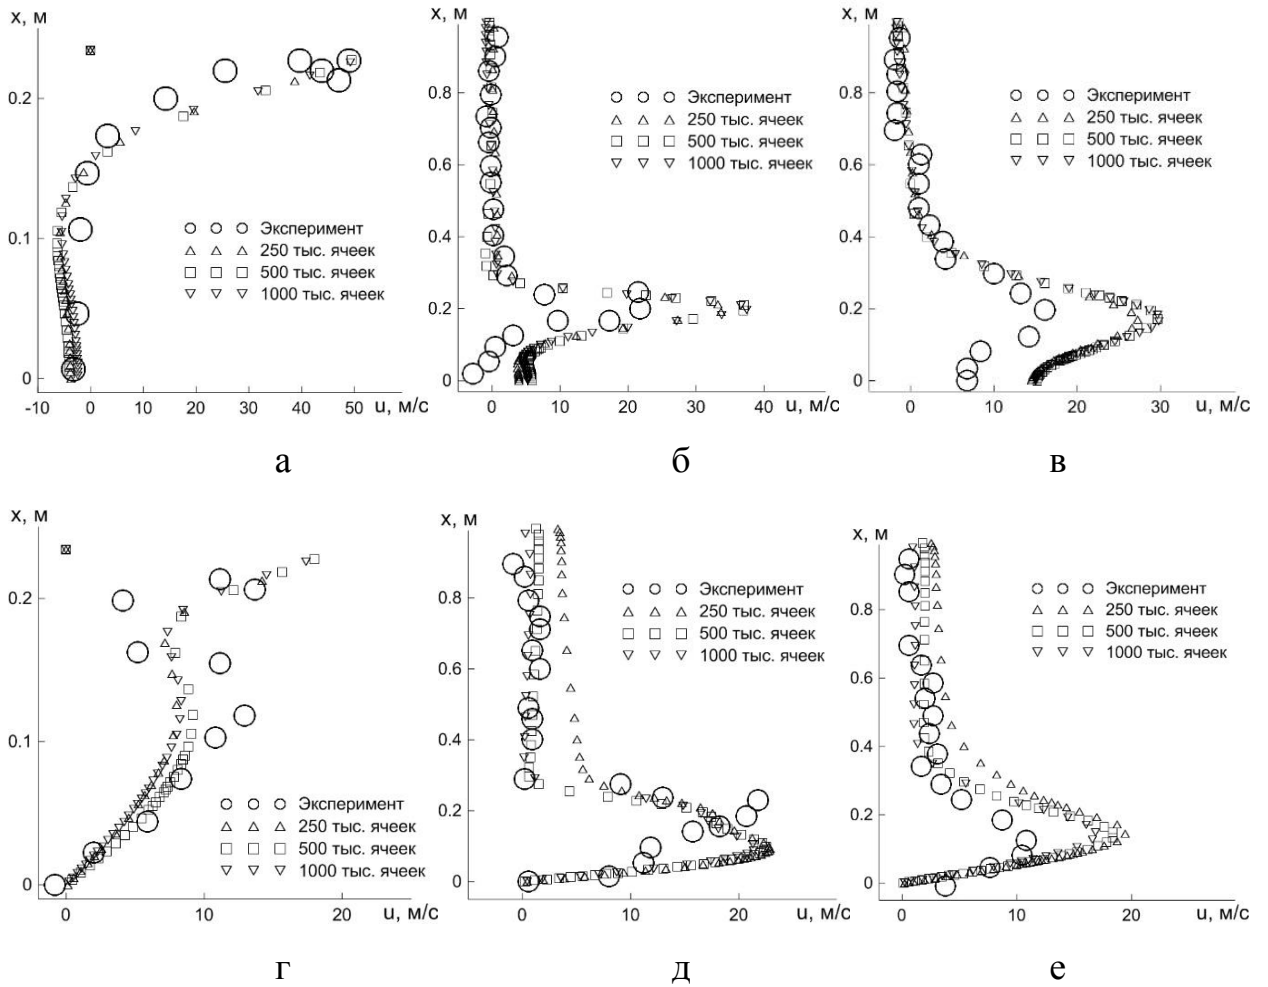 x, м
0.2
0.1
0
-10 0 10 20 30 40 50 u, м/с
Эксперимент
250 тыс. ячеек
500 тыс. ячеек
1000 тыс. ячеек
а
x, м
0.8
0.6
0.4
0.2
0
0 10 20 30 40 u, м/с
Эксперимент
250 тыс. ячеек
500 тыс. ячеек
1000 тыс. ячеек
б
x, м
0.8
0.6
0.4
0.2
0
0 10 20 30 u, м/с
Эксперимент
250 тыс. ячеек
500 тыс. ячеек
1000 тыс. ячеек
в
x, м
0.2
0.1
0
0 10 20 u, м/с
Эксперимент
250 тыс. ячеек
500 тыс. ячеек
1000 тыс. ячеек
г
x, м
0.8
0.6
0.4
0.2
0
0 10 20 u, м/с
Эксперимент
250 тыс. ячеек
500 тыс. ячеек
1000 тыс. ячеек
д
x, м
0.8
0.6
0.4
0.2
0
0 10 20 u, м/с
Эксперимент
250 тыс. ячеек
500 тыс. ячеек
1000 тыс. ячеек
е